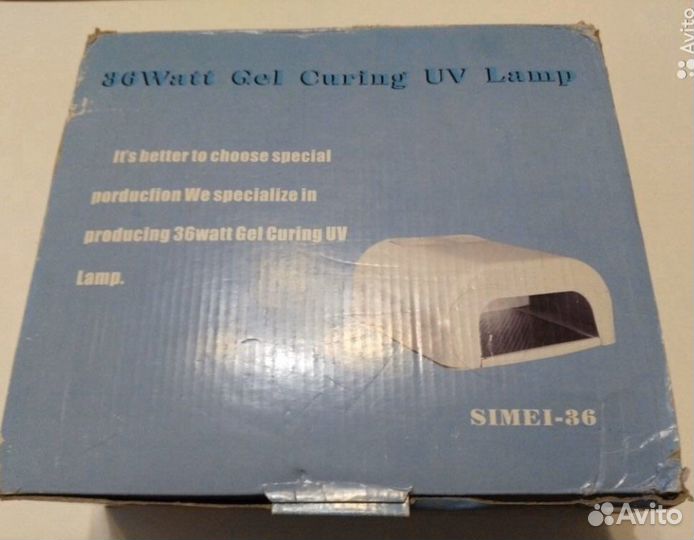 Avito
36Watt Gel Curing UV Lamp
It's better to choose special
porducfion We specialize in
producing 36watt Gel Curing UV
Lamp.
SIMEI-36
Avito